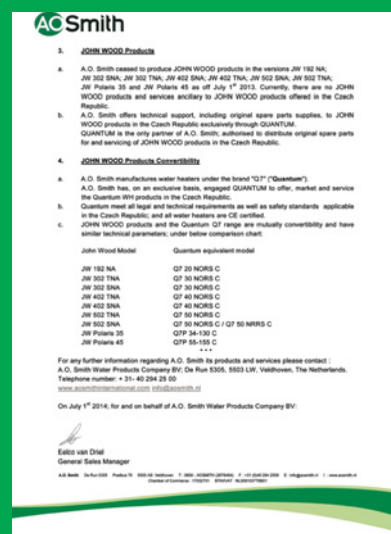 AO Smith
3. JOHN WOOD Products
a. A.O. Smith ceased to produce JOHN WOOD products in the versions JW 192 NA;
JW 302 SNA; JW 302 TNA; JW 402 SNA; JW 402 TNA; JW 502 SNA; JW 502 TNA;
JW Polaris 35 and JW Polaris 45 as off July 1st 2013. Currently, there are no JOHN
WOOD products and services ancillary to JOHN WOOD products offered in the Czech
Republic.
b. A.O. Smith offers technical support, including original spare parts supplies, to JOHN
WOOD products in the Czech Republic exclusively through QUANTUM.
QUANTUM is the only partner of A.O. Smith; authorised to distribute original spare parts
for and servicing of JOHN WOOD products in the Czech Republic.
4. JOHN WOOD Products Convertibility
a. A.O. Smith manufactures water heaters under the brand "Q7" ("Quantum").
A.O. Smith has, on an exclusive basis, engaged QUANTUM to offer, market and service
the Quantum WH products in the Czech Republic.
b. Quantum meet all legal and technical requirements as well as safety standards applicable
in the Czech Republic; and all water heaters are CE certified.
c. JOHN WOOD products and the Quantum Q7 range are mutually convertibility and have
similar technical parameters; under below comparison chart:
John Wood Model Quantum equivalent model
JW 192 NA Q7 20 NORS C
JW 302 TNA Q7 30 NORS C
JW 302 SNA Q7 30 NORS C
JW 402 TNA Q7 40 NORS C
JW 402 SNA Q7 40 NORS C
JW 502 TNA Q7 50 NORS C
JW 502 SNA Q7 50 NORS C / Q7 50 NRRS C
JW Polaris 35 Q7P 34-130 C
JW Polaris 45 Q7P 55-155 C
* * *
For any further information regarding A.O. Smith its products and services please contact :
A.O. Smith Water Products Company BV; De Run 5305, 5503 LW, Veldhoven, The Netherlands.
Telephone number: + 31- 40 294 25 00
www.aosmithinternational.com info@aosmith.nl
On July 1st 2014; for and on behalf of A.O. Smith Water Products Company BV:
Eelco van Driel
General Sales Manager